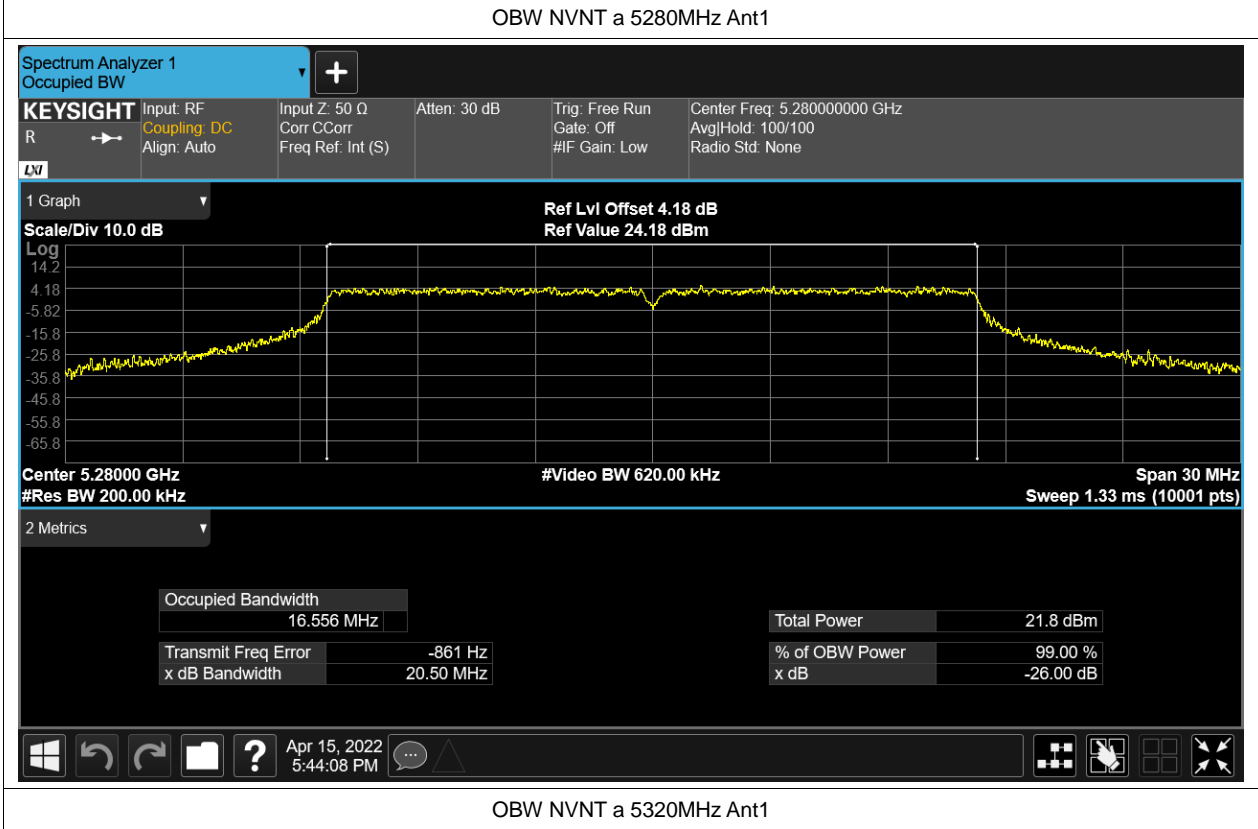 OBW NVNT a 5280MHz Ant1
Spectrum Analyzer 1
Occupied BW
KEYSIGHT
R
LXI
Input: RF
Coupling: DC
Align: Auto
Input Z: 50 Ω
Corr CCorr
Freq Ref: Int (S)
Atten: 30 dB
Trig: Free Run
Gate: Off
#IF Gain: Low
Center Freq: 5.280000000 GHz
Avg|Hold: 100/100
Radio Std: None
1 Graph
Scale/Div 10.0 dB
Ref Lvl Offset 4.18 dB
Ref Value 24.18 dBm
Log
14.2
4.18
-5.82
-15.8
-25.8
-35.8
-45.8
-55.8
-65.8
Center 5.28000 GHz
#Video BW 620.00 kHz
Span 30 MHz
#Res BW 200.00 kHz
Sweep 1.33 ms (10001 pts)
2 Metrics
Occupied Bandwidth
16.556 MHz
Total Power 21.8 dBm
Transmit Freq Error -861 Hz
% of OBW Power 99.00 %
x dB Bandwidth 20.50 MHz
x dB -26.00 dB
Apr 15, 2022
5:44:08 PM
OBW NVNT a 5320MHz Ant1